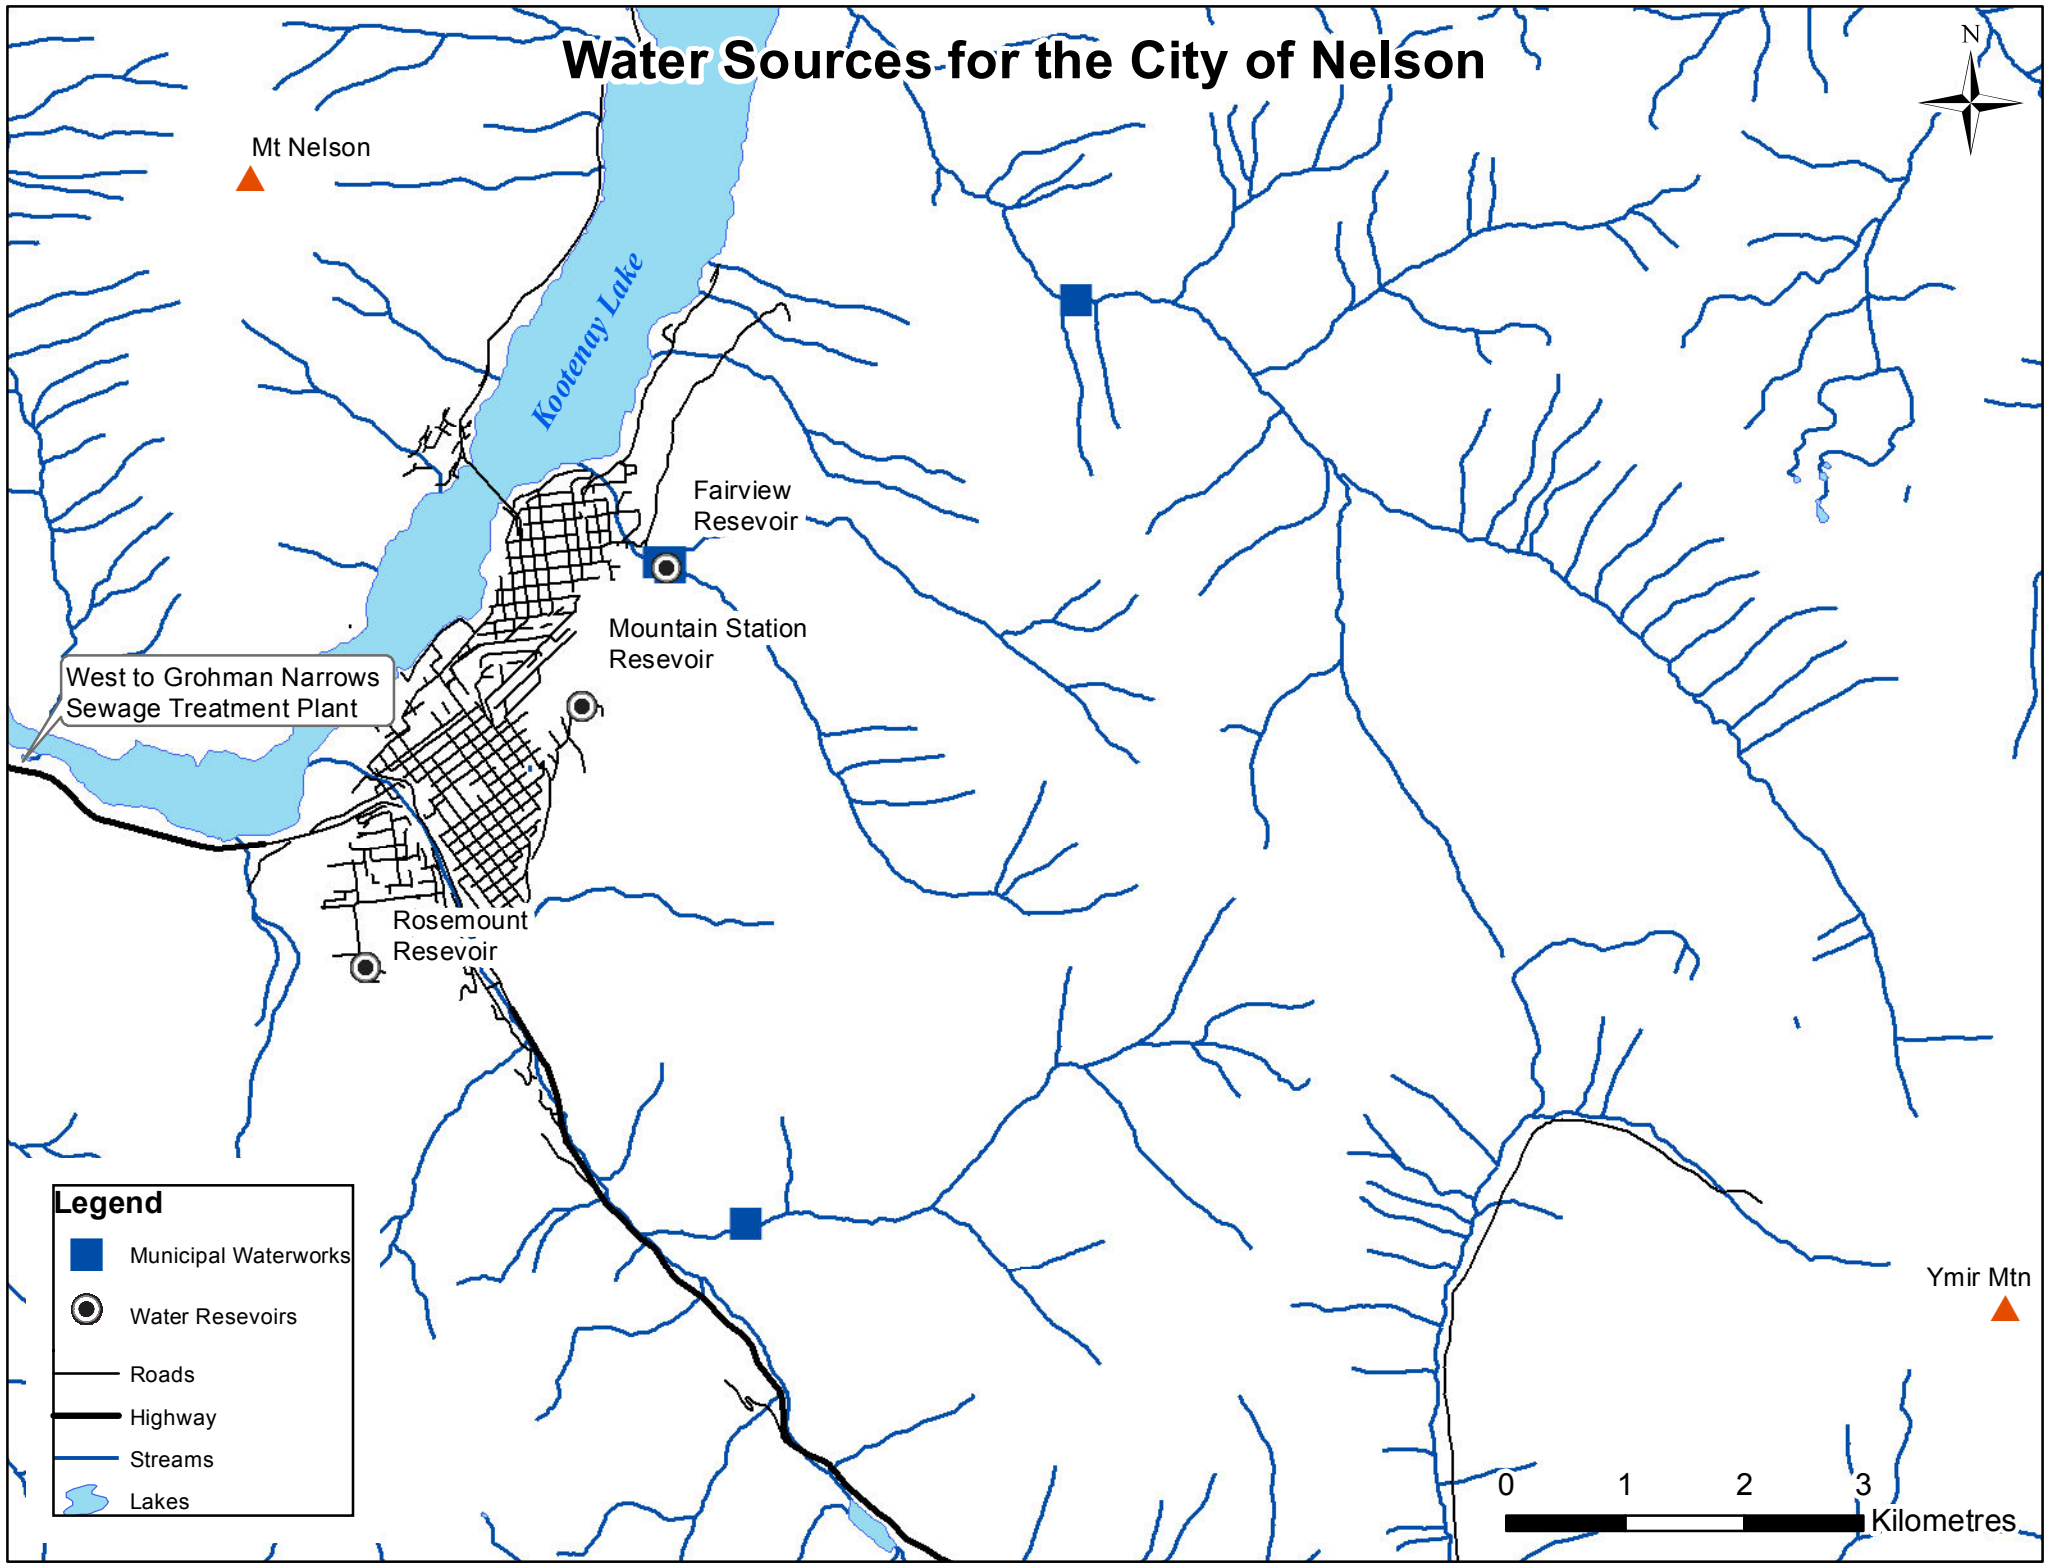 Water Sources for the City of Nelson
N
Mt Nelson
Kootenay Lake
Fairview
Resevoir
Mountain Station
Resevoir
West to Grohman Narrows
Sewage Treatment Plant
Rosemount
Resevoir
Legend
Municipal Waterworks
Water Resevoirs
Roads
Highway
Streams
Lakes
Ymir Mtn
0 1 2 3
Kilometres